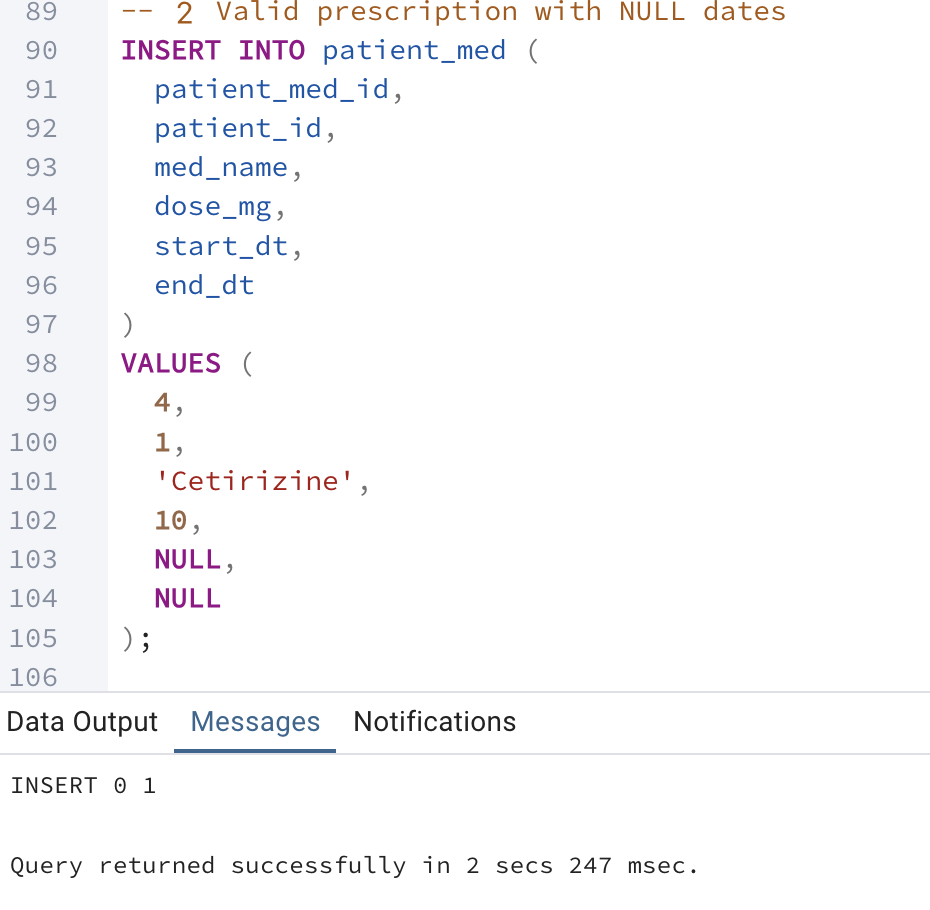 89 -- 2 Valid prescription with NULL dates
90 INSERT INTO patient_med (
91 patient_med_id,
92 patient_id,
93 med_name,
94 dose_mg,
95 start_dt,
96 end_dt
97 )
98 VALUES (
99 4,
100 1,
101 'Cetirizine',
102 10,
103 NULL,
104 NULL
105 );
106
Data Output Messages Notifications
INSERT 0 1
Query returned successfully in 2 secs 247 msec.